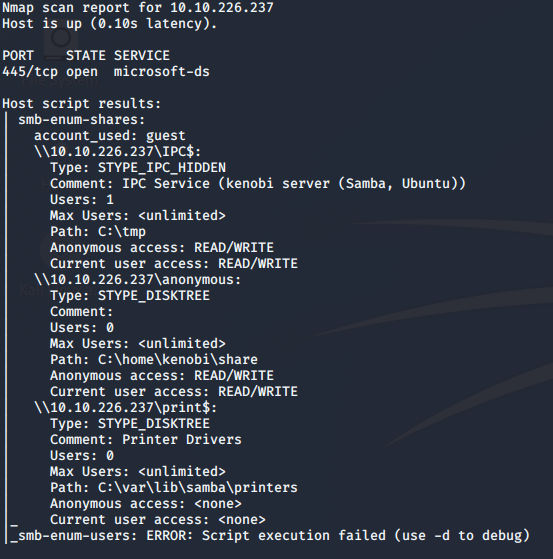 Nmap scan report for 10.10.226.237
Host is up (0.10s latency).
PORT    STATE SERVICE
445/tcp open  microsoft-ds
Host script results:
| smb-enum-shares:
|   account_used: guest
|   \\10.10.226.237\IPC$:
|     Type: STYPE_IPC_HIDDEN
|     Comment: IPC Service (kenobi server (Samba, Ubuntu))
|     Users: 1
|     Max Users: <unlimited>
|     Path: C:\tmp
|     Anonymous access: READ/WRITE
|     Current user access: READ/WRITE
|   \\10.10.226.237\anonymous:
|     Type: STYPE_DISKTREE
|     Comment:
|     Users: 0
|     Max Users: <unlimited>
|     Path: C:\home\kenobi\share
|     Anonymous access: READ/WRITE
|     Current user access: READ/WRITE
|   \\10.10.226.237\print$:
|     Type: STYPE_DISKTREE
|     Comment: Printer Drivers
|     Users: 0
|     Max Users: <unlimited>
|     Path: C:\var\lib\samba\printers
|     Anonymous access: <none>
|_    Current user access: <none>
|_smb-enum-users: ERROR: Script execution failed (use -d to debug)